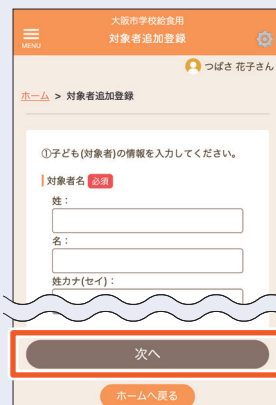 大阪市学校給食用
対象者追加登録
MENU
つばさ 花子さん
ホーム > 対象者追加登録
①子ども(対象者)の情報を入力してください。
対象者名 必須
姓：
名：
姓カナ(セイ)：
次へ
ホームへ戻る